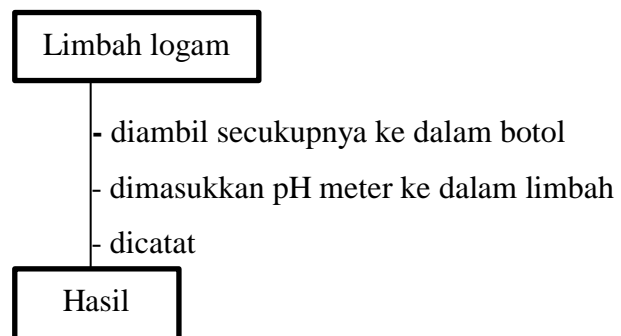 Limbah logam
- diambil secukupnya ke dalam botol
- dimasukkan pH meter ke dalam limbah
- dicatat
Hasil